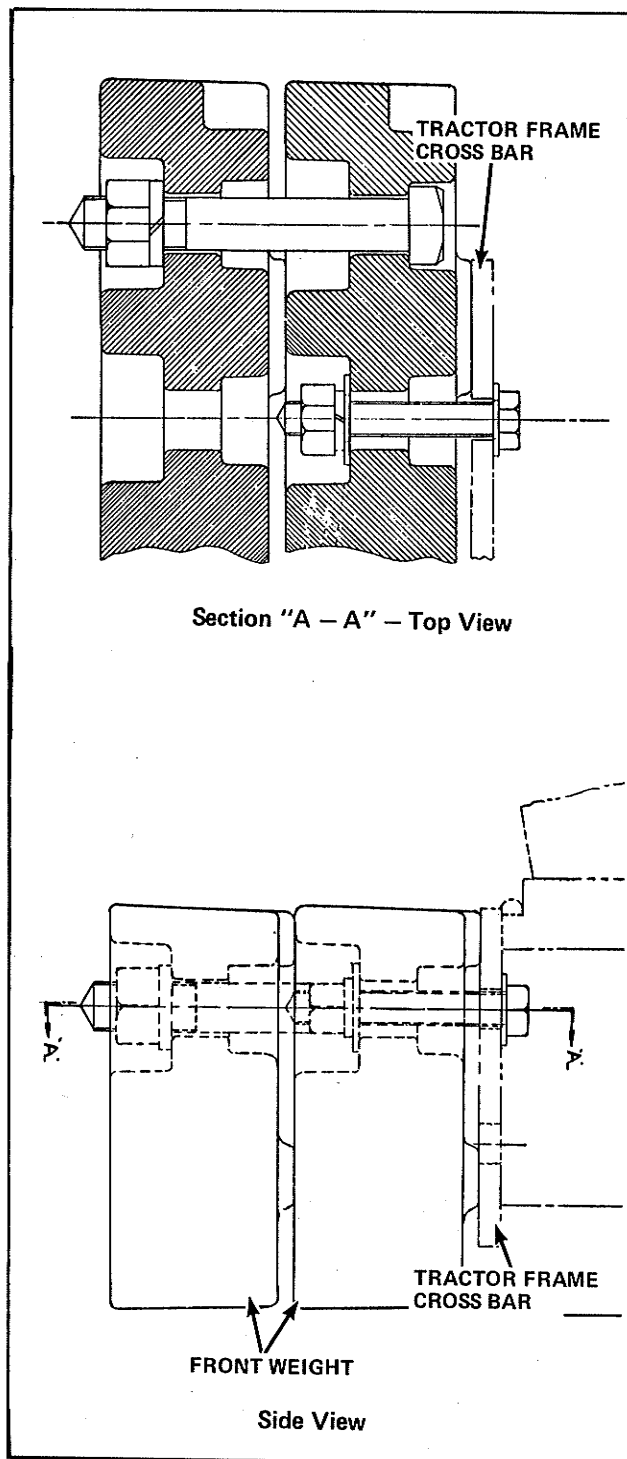 TRACTOR FRAME
CROSS BAR
Section "A – A" – Top View
"A"
"A"
TRACTOR FRAME
CROSS BAR
FRONT WEIGHT
Side View